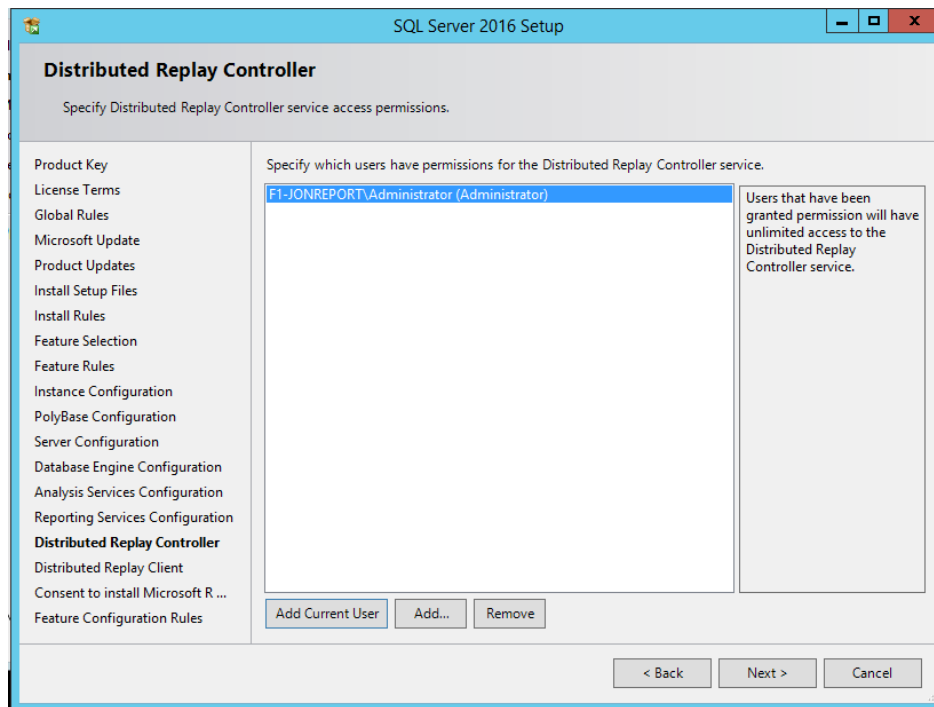 SQL Server 2016 Setup
Distributed Replay Controller
Specify Distributed Replay Controller service access permissions.
Product Key
License Terms
Global Rules
Microsoft Update
Product Updates
Install Setup Files
Install Rules
Feature Selection
Feature Rules
Instance Configuration
PolyBase Configuration
Server Configuration
Database Engine Configuration
Analysis Services Configuration
Reporting Services Configuration
Distributed Replay Controller
Distributed Replay Client
Consent to install Microsoft R ...
Feature Configuration Rules
Specify which users have permissions for the Distributed Replay Controller service.
F1-JONREPORT\Administrator (Administrator)
Users that have been
granted permission will have
unlimited access to the
Distributed Replay
Controller service.
Add Current User
Add...
Remove
< Back
Next >
Cancel